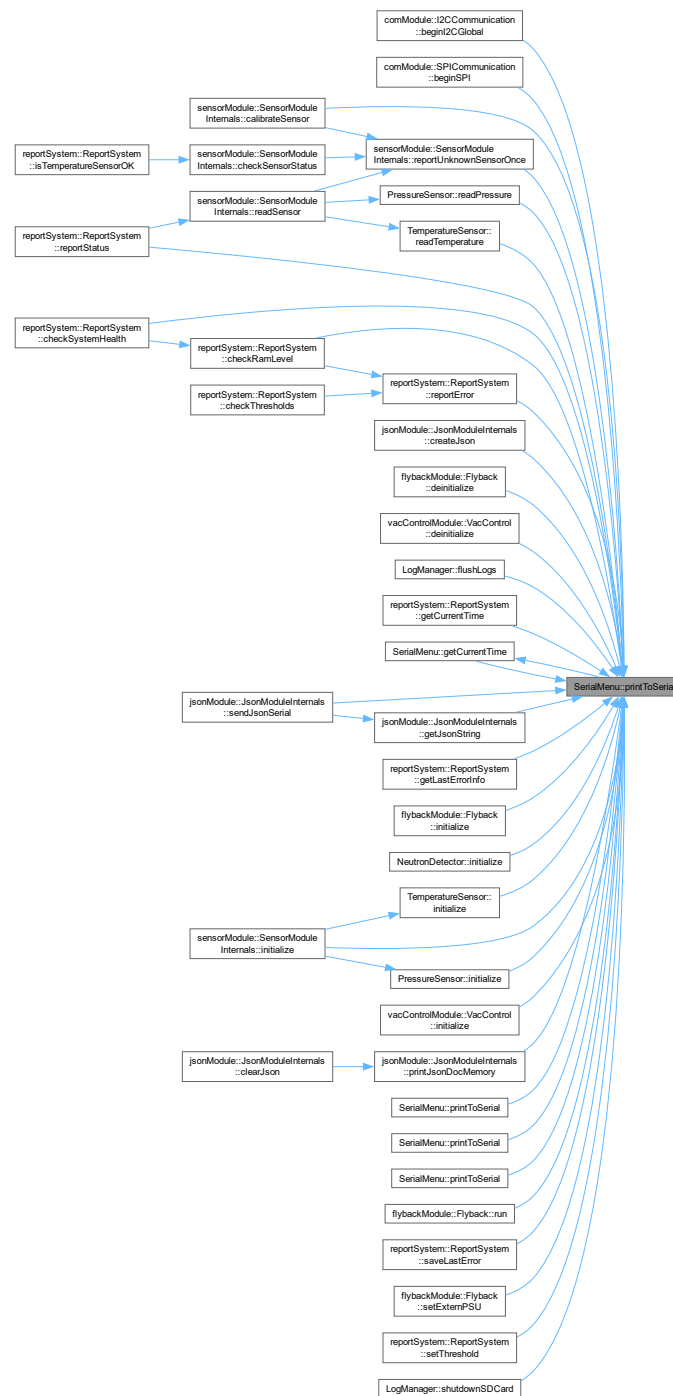 comModule::I2CCommunication
::beginI2CGlobal
comModule::SPICommunication
::beginSPI
sensorModule::SensorModule
Internals::calibrateSensor
reportSystem::ReportSystem
::isTemperatureSensorOK
sensorModule::SensorModule
Internals::checkSensorStatus
sensorModule::SensorModule
Internals::reportUnknownSensorOnce
sensorModule::SensorModule
Internals::readSensor
PressureSensor::readPressure
reportSystem::ReportSystem
::reportStatus
TemperatureSensor::
readTemperature
reportSystem::ReportSystem
::checkSystemHealth
reportSystem::ReportSystem
::checkRamLevel
reportSystem::ReportSystem
::checkThresholds
reportSystem::ReportSystem
::reportError
jsonModule::JsonModuleInternals
::createJson
flybackModule::Flyback
::deinitialize
vacControlModule::VacControl
::deinitialize
LogManager::flushLogs
reportSystem::ReportSystem
::getCurrentTime
SerialMenu::getCurrentTime
SerialMenu::printToSerial
jsonModule::JsonModuleInternals
::sendJsonSerial
jsonModule::JsonModuleInternals
::getJsonString
reportSystem::ReportSystem
::getLastErrorInfo
flybackModule::Flyback
::initialize
NeutronDetector::initialize
TemperatureSensor::
initialize
sensorModule::SensorModule
Internals::initialize
PressureSensor::initialize
vacControlModule::VacControl
::initialize
jsonModule::JsonModuleInternals
::clearJson
jsonModule::JsonModuleInternals
::printJsonDocMemory
SerialMenu::printToSerial
SerialMenu::printToSerial
SerialMenu::printToSerial
flybackModule::Flyback::run
reportSystem::ReportSystem
::saveLastError
flybackModule::Flyback
::setExternPSU
reportSystem::ReportSystem
::setThreshold
LogManager::shutdownSDCard